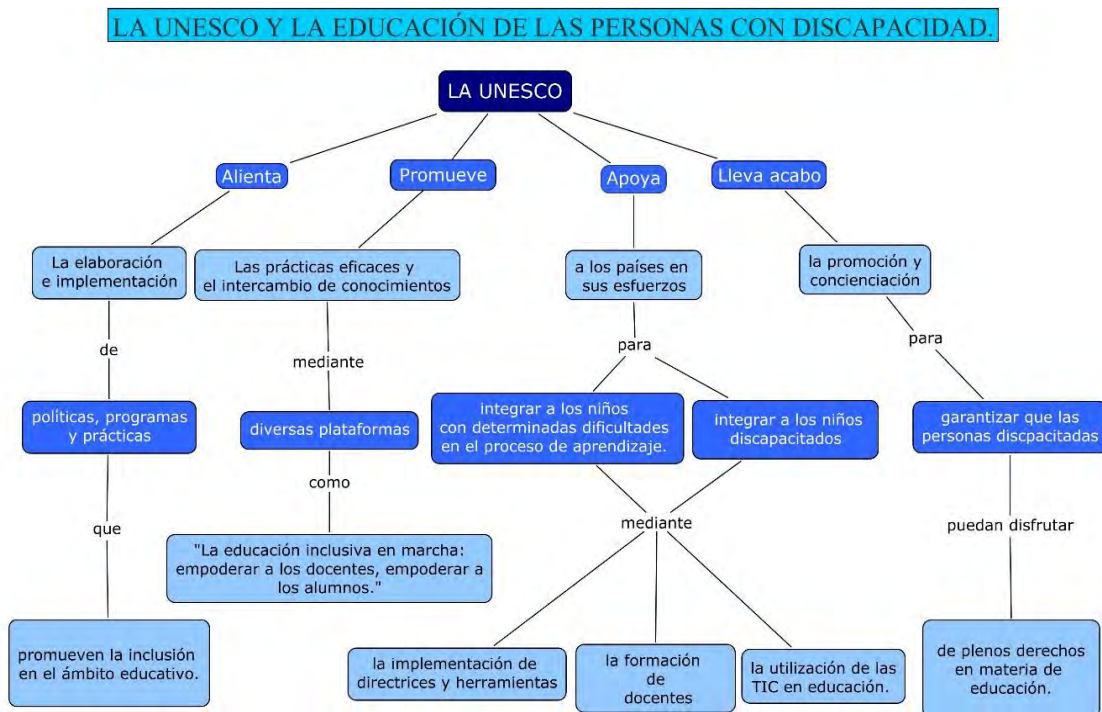 LA UNESCO Y LA EDUCACIÓN DE LAS PERSONAS CON DISCAPACIDAD.
LA UNESCO
Alienta
Promueve
Apoya
Lleva acabo
La elaboración
e implementación
Las prácticas eficaces y
el intercambio de conocimientos
a los países en
sus esfuerzos
la promoción y
concienciación
de
mediante
para
para
políticas, programas
y prácticas
diversas plataformas
integrar a los niños
con determinadas dificultades
en el proceso de aprendizaje.
integrar a los niños
discapacitados
garantizar que las
personas discpacitadas
que
como
mediante
puedan disfrutar
"La educación inclusiva en marcha:
empoderar a los docentes, empoderar a
los alumnos."
promueven la inclusión
en el ámbito educativo.
la implementación de
directrices y herramientas
la formación
de
docentes
la utilización de las
TIC en educación.
de plenos derechos
en materia de
educación.